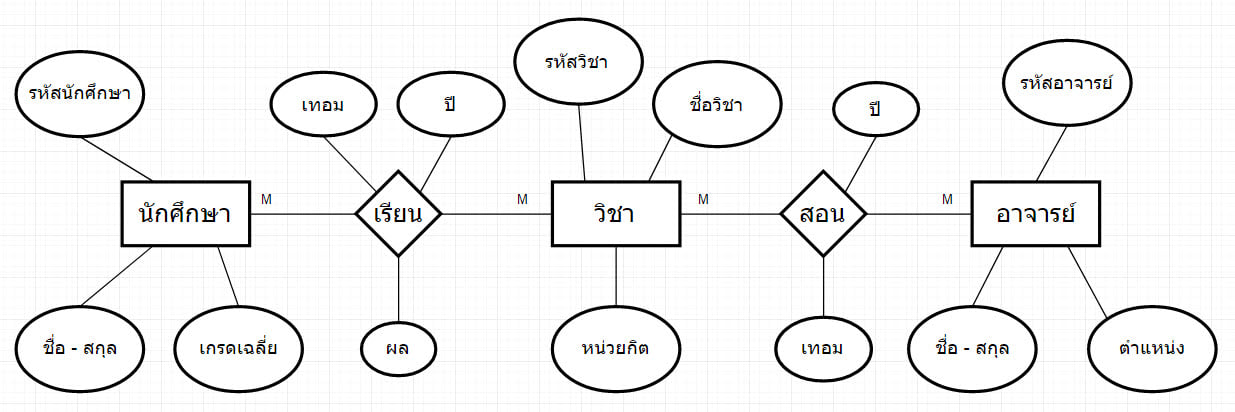 รหัสวิชา
รหัสนักศึกษา
เทอม
ปี
ชื่อวิชา
ปี
รหัสอาจารย์
นักศึกษา
M
เรียน
M
วิชา
M
สอน
M
อาจารย์
ชื่อ - สกุล
เกรดเฉลี่ย
ผล
หน่วยกิต
เทอม
ชื่อ - สกุล
ตำแหน่ง